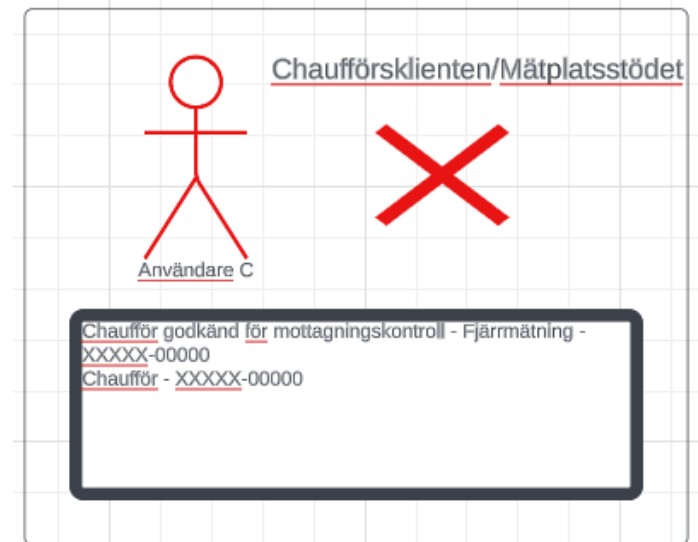 Chaufförsklienten/Mätplatsstödet
Användare C
Chaufför godkänd för mottagningskontroll - Fjärrmätning -
XXXXX-00000
Chaufför - XXXXX-00000